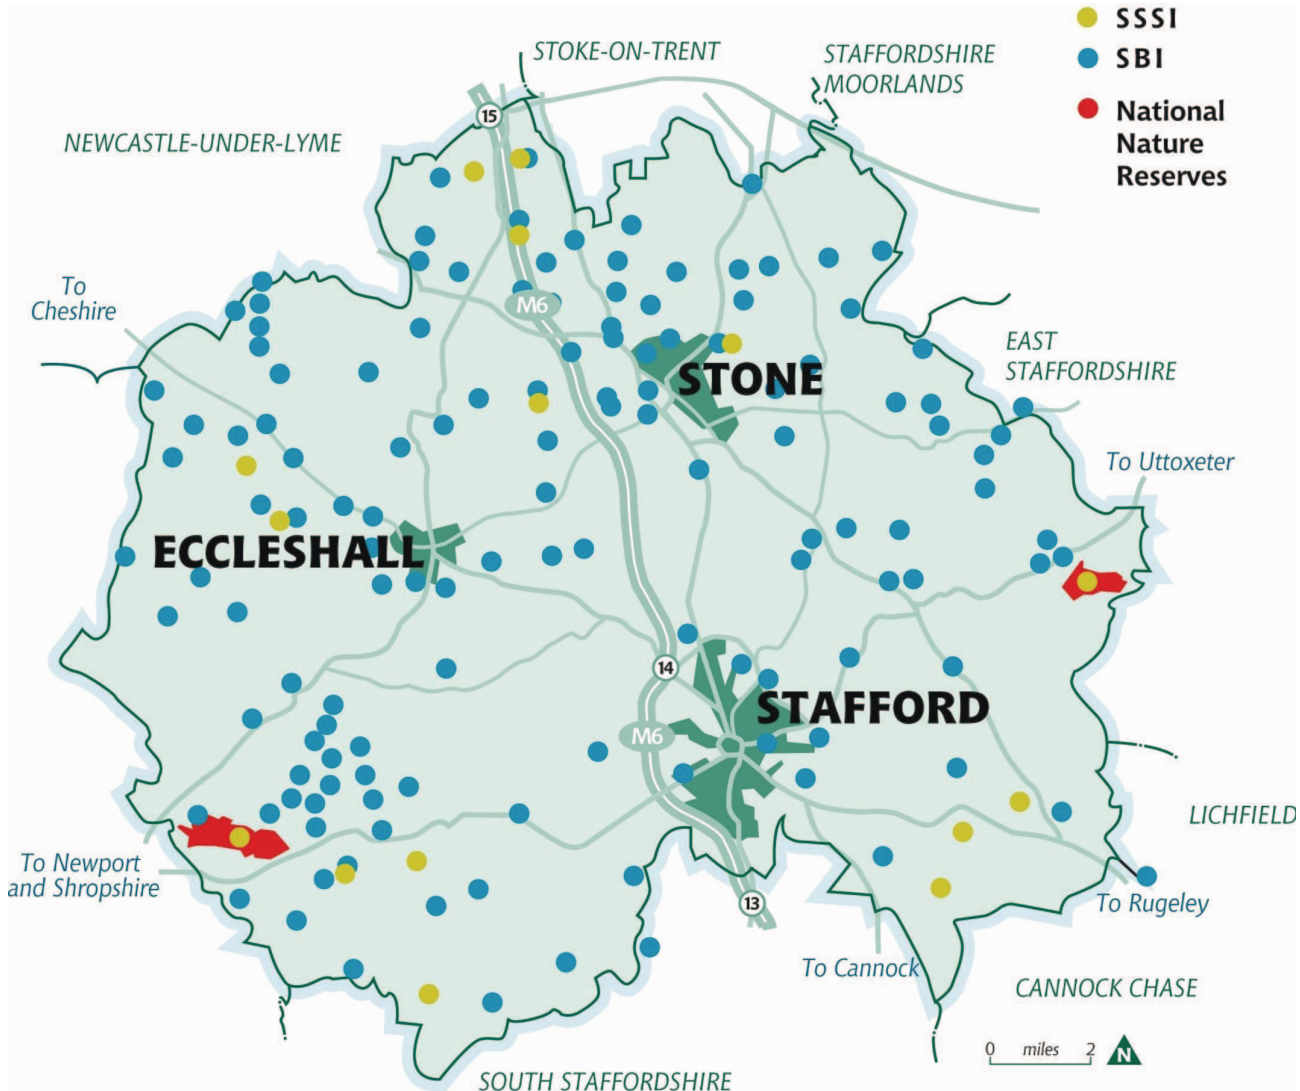 SSSI
SBI
National
Nature
Reserves
STOKE-ON-TRENT
STAFFORDSHIRE
MOORLANDS
NEWCASTLE-UNDER-LYME
15
To
Cheshire
M6
EAST
STAFFORDSHIRE
STONE
To Uttoxeter
ECCLESHALL
14
STAFFORD
M6
LICHFIELD
To Newport
and Shropshire
13
To Rugeley
To Cannock
CANNOCK CHASE
0 miles 2
N
SOUTH STAFFORDSHIRE